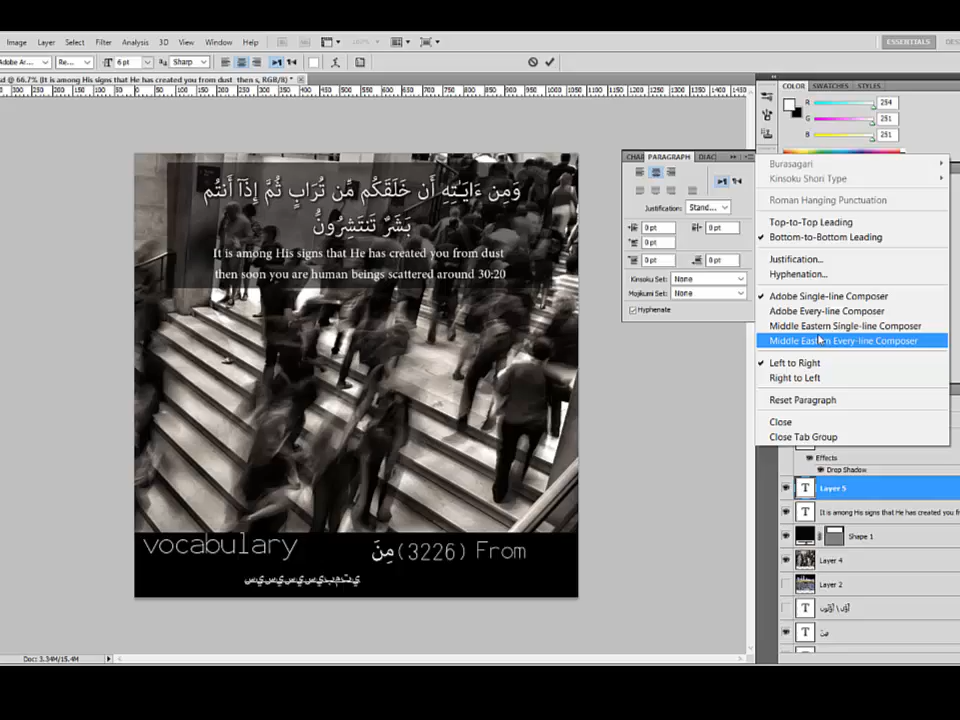 Image Layer Select Filter Analysis 3D View Window Help
ESSENTIALS
6 pt
Sharp
@ 66.7% (It is among His signs that He has created you from dust then s, RGB/8) *
COLOR SWATCHES STYLES
R 254
G 251
B 251
PARAGRAPH
Justification: Stand...
0 pt 0 pt
0 pt
0 pt 0 pt
Kinsoku Set: None
Mojikumi Set: None
Hyphenate
Burasagari
Kinsoku Shori Type
Roman Hanging Punctuation
Top-to-Top Leading
Bottom-to-Bottom Leading
Justification...
Hyphenation...
Adobe Single-line Composer
Adobe Every-line Composer
Middle Eastern Single-line Composer
Middle Eastern Every-line Composer
Left to Right
Right to Left
Reset Paragraph
Close
Close Tab Group
وَمِن ءَايَـٰتِهِ أَن خَلَقَكُم مِّن تُرَابٍ ثُمَّ إِذَآ أَنتُم
بَشَرٌ تَنتَشِرُونَ
It is among His signs that He has created you from dust
then soon you are human beings scattered around 30:20
vocabulary
مِنَ (3226) From
Effects
Drop Shadow
Layer 5
It is among His signs that He has created you fr
Shape 1
Layer 4
Layer 2
مِنَ
Doc: 3.34M/15.4M